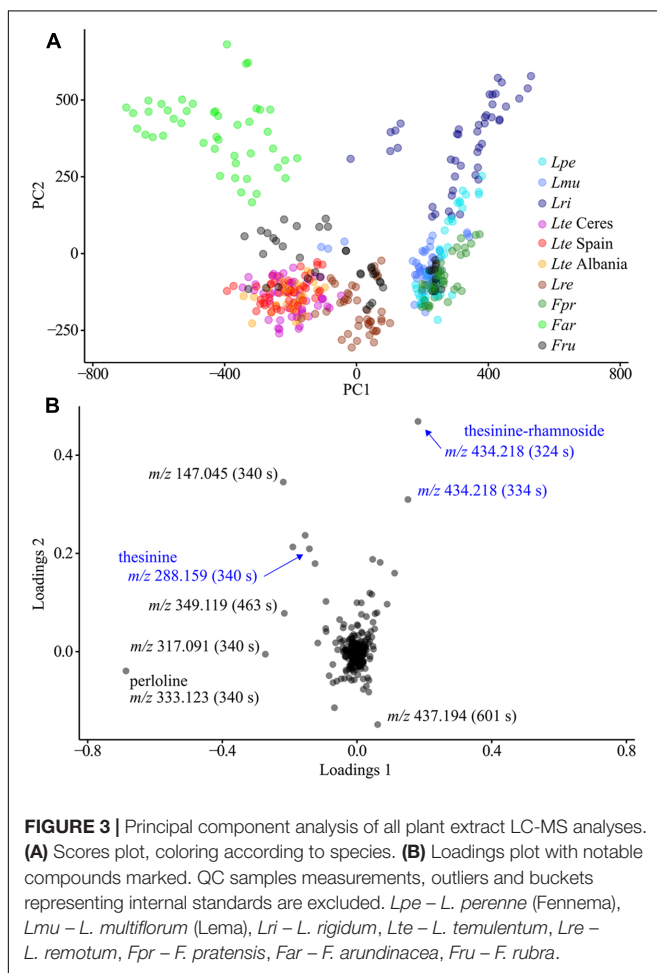 A
500
250
0
−250
PC2
−800
−400
0
400
800
PC1
Lpe
Lmu
Lri
Lte Ceres
Lte Spain
Lte Albania
Lre
Fpr
Far
Fru
B
thesinine-rhamnoside
m/z 434.218 (324 s)
m/z 147.045 (340 s)
m/z 434.218 (334 s)
thesinine
m/z 288.159 (340 s)
m/z 349.119 (463 s)
m/z 317.091 (340 s)
perloline
m/z 333.123 (340 s)
m/z 437.194 (601 s)
0.4
0.2
0.0
Loadings 2
−0.8
−0.4
0.0
0.4
0.8
Loadings 1
FIGURE 3 | Principal component analysis of all plant extract LC-MS analyses.
(A) Scores plot, coloring according to species. (B) Loadings plot with notable
compounds marked. QC samples measurements, outliers and buckets
representing internal standards are excluded. Lpe – L. perenne (Fennema),
Lmu – L. multiflorum (Lema), Lri – L. rigidum, Lte – L. temulentum, Lre –
L. remotum, Fpr – F. pratensis, Far – F. arundinacea, Fru – F. rubra.